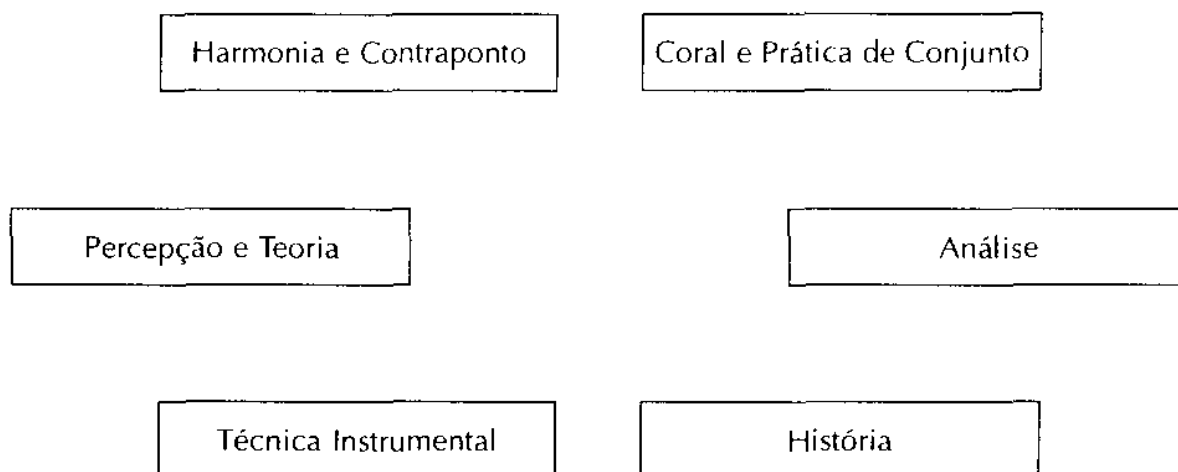 Harmonia e Contraponto
Coral e Prática de Conjunto
Percepção e Teoria
Análise
Técnica Instrumental
História